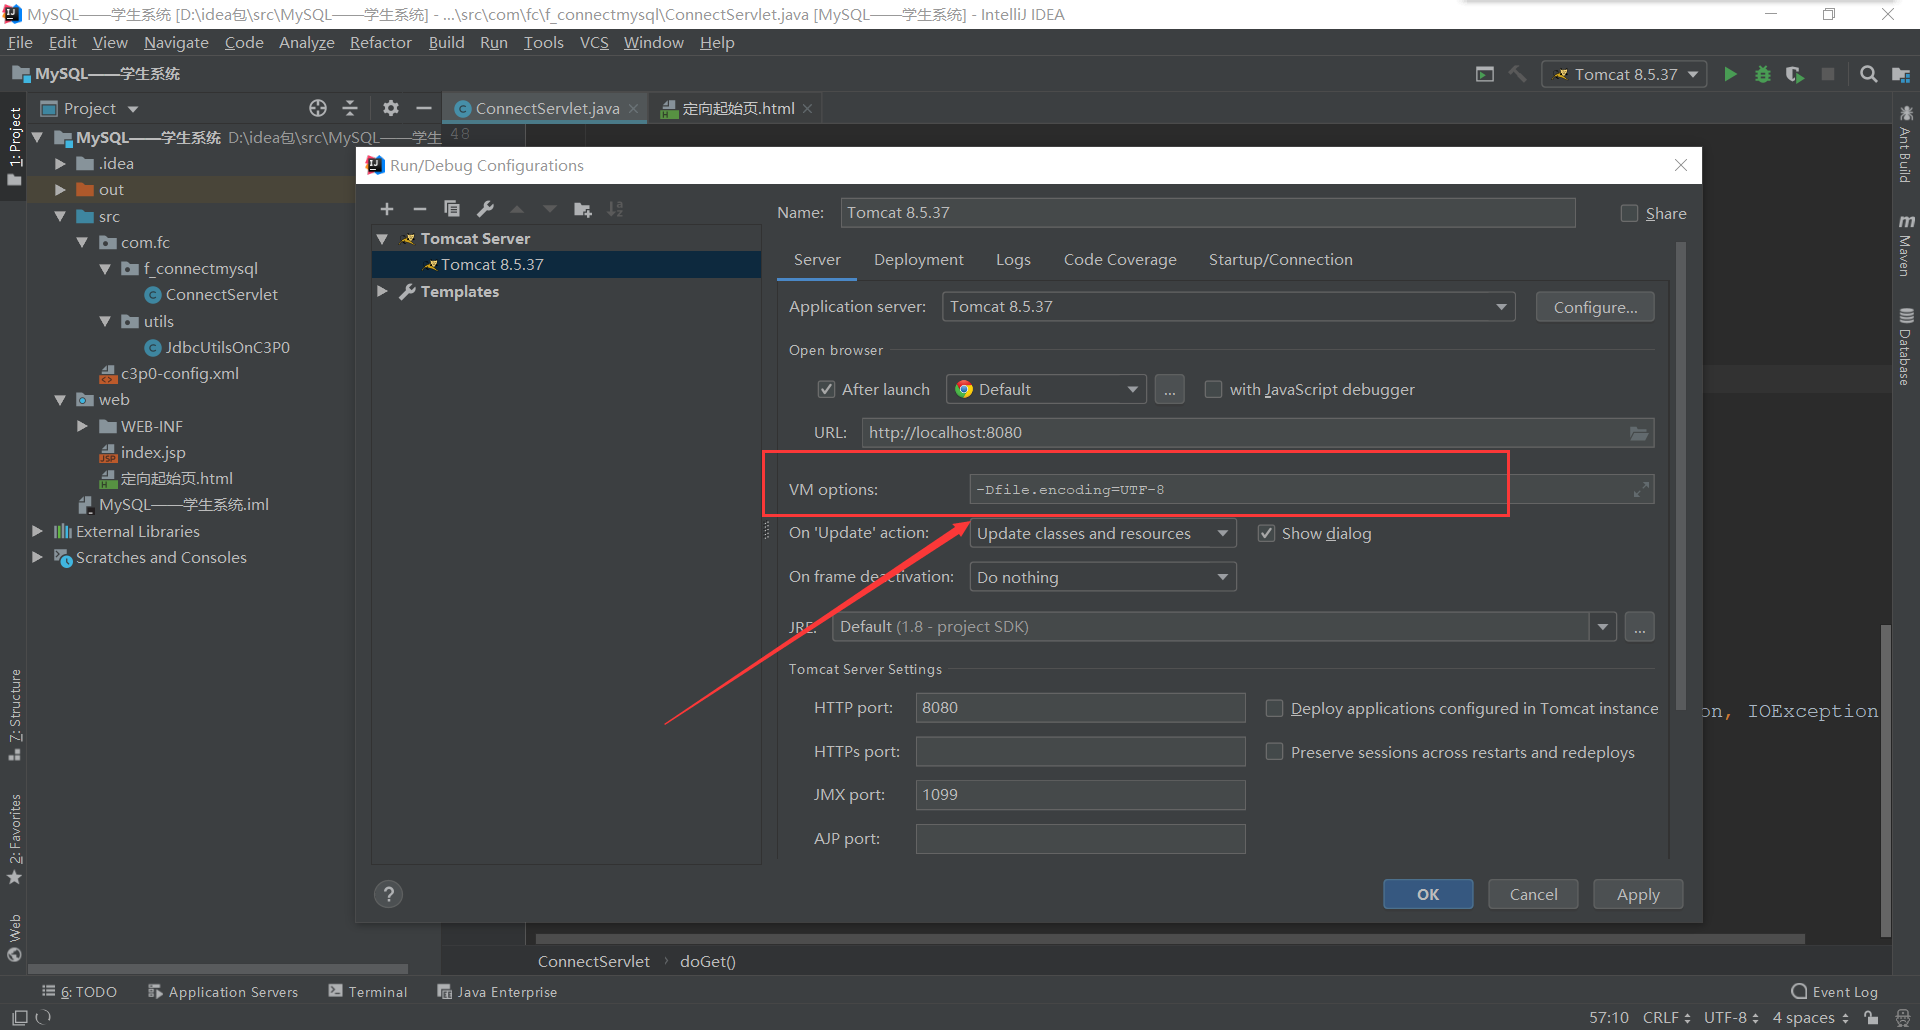 MySQL——学生系统 [D:\idea包\src\MySQL——学生系统] - ...\src\com\fc\f_connectmysql\ConnectServlet.java [MySQL——学生系统] - IntelliJ IDEA
File Edit View Navigate Code Analyze Refactor Build Run Tools VCS Window Help
MySQL——学生系统
Tomcat 8.5.37
Project
ConnectServlet.java
定向起始页.html
1: Project
MySQL——学生系统 D:\idea包\src\MySQL——学生
48
.idea
out
src
com.fc
f_connectmysql
ConnectServlet
utils
JdbcUtilsOnC3P0
c3p0-config.xml
web
WEB-INF
index.jsp
定向起始页.html
MySQL——学生系统.iml
External Libraries
Scratches and Consoles
Run/Debug Configurations
Tomcat Server
Tomcat 8.5.37
Templates
Name: Tomcat 8.5.37
Share
Server Deployment Logs Code Coverage Startup/Connection
Application server: Tomcat 8.5.37 Configure...
Open browser
After launch Default ... with JavaScript debugger
URL: http://localhost:8080
VM options: -Dfile.encoding=UTF-8
On 'Update' action: Update classes and resources Show dialog
On frame deactivation: Do nothing
JRE: Default (1.8 - project SDK) ...
Tomcat Server Settings
HTTP port: 8080 Deploy applications configured in Tomcat instance
HTTPs port: Preserve sessions across restarts and redeploys
JMX port: 1099
AJP port:
? OK Cancel Apply
on, IOException
Ant Build
Maven
Database
7: Structure
2: Favorites
Web
ConnectServlet › doGet()
6: TODO Application Servers Terminal Java Enterprise Event Log
57:10 CRLF UTF-8 4 spaces